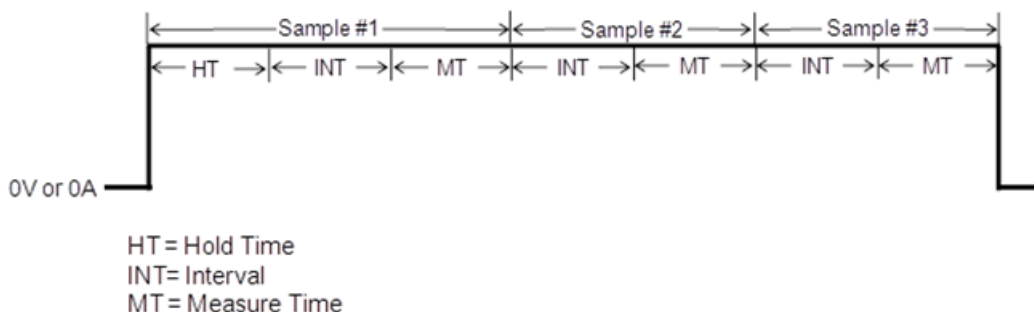 Sample #1 Sample #2 Sample #3
HT INT MT INT MT INT MT
0V or 0A
HT = Hold Time
INT= Interval
MT = Measure Time